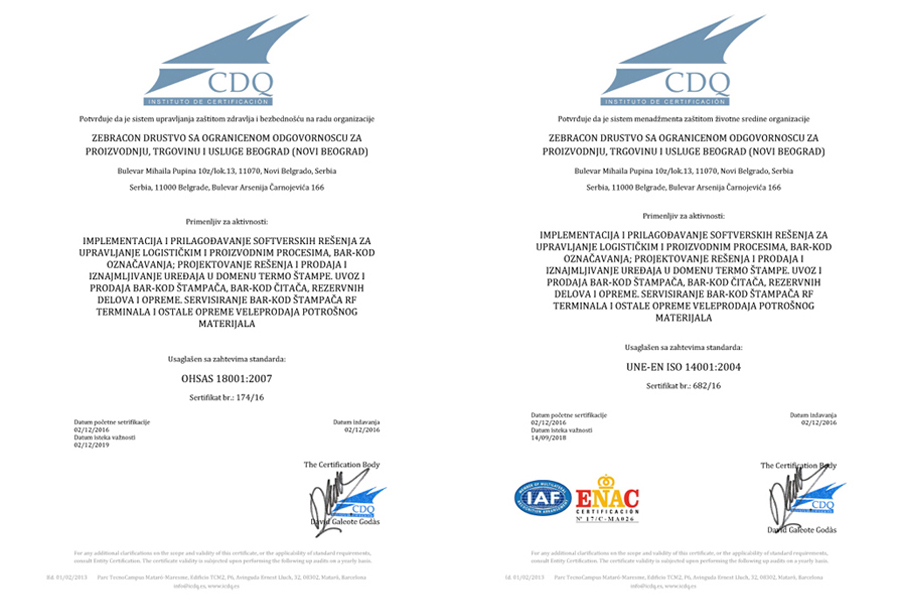 CDQ
INSTITUTO DE CERTIFICACIÓN
Potvrđuje da je sistem upravljanja zaštitom zdravlja i bezbednošću na radu organizacije
ZEBRACON DRUSTVO SA OGRANICENOM ODGOVORNOSCU ZA
PROIZVODNJU, TRGOVINU I USLUGE BEOGRAD (NOVI BEOGRAD)
Bulevar Mihaila Pupina 10z/lok.13, 11070, Novi Belgrado, Serbia
Serbia, 11000 Belgrade, Bulevar Arsenija Čarnojevića 166
Primenljiv za aktivnosti:
IMPLEMENTACIJA I PRILAGOĐAVANJE SOFTVERSKIH REŠENJA ZA
UPRAVLJANJE LOGISTIČKIM I PROIZVODNIM PROCESIMA, BAR-KOD
OZNAČAVANJA; PROJEKTOVANJE REŠENJA I PRODAJA I
IZNAJMLJIVANJE UREĐAJA U DOMENU TERMO ŠTAMPE. UVOZ I
PRODAJA BAR-KOD ŠTAMPAČA, BAR-KOD ČITAČA, REZERVNIH
DELOVA I OPREME. SERVISIRANJE BAR-KOD ŠTAMPAČA RF
TERMINALA I OSTALE OPREME VELEPRODAJA POTROŠNOG
MATERIJALA
Usaglašen sa zahtevima standarda:
OHSAS 18001:2007
Sertifikat br.: 174/16
Datum početne setrifikacije
02/12/2016
Datum isteka važnosti
02/12/2019
Datum izdavanja
02/12/2016
The Certification Body
CDQ
David Galeote Godàs
For any additional clarifications on the scope and validity of this certificate, or the applicability of standard requirements,
consult Entity Certification. The certificate validity is subjected upon performing the following up audits on a yearly basis.
Ed. 01/02/2013 Parc TecnoCampus Mataró-Maresme, Edificio TCM2, P6, Avinguda Ernest Lluch, 32, 08302, Mataró, Barcelona
info@cdq.es, www.icdq.es
CDQ
INSTITUTO DE CERTIFICACIÓN
Potvrđuje da je sistem menadžmenta zaštitom životne sredine organizacije
ZEBRACON DRUSTVO SA OGRANICENOM ODGOVORNOSCU ZA
PROIZVODNJU, TRGOVINU I USLUGE BEOGRAD (NOVI BEOGRAD)
Bulevar Mihaila Pupina 10z/lok.13, 11070, Novi Belgrado, Serbia
Serbia, 11000 Belgrade, Bulevar Arsenija Čarnojevića 166
Primenljiv za aktivnosti:
IMPLEMENTACIJA I PRILAGOĐAVANJE SOFTVERSKIH REŠENJA ZA
UPRAVLJANJE LOGISTIČKIM I PROIZVODNIM PROCESIMA, BAR-KOD
OZNAČAVANJA; PROJEKTOVANJE REŠENJA I PRODAJA I
IZNAJMLJIVANJE UREĐAJA U DOMENU TERMO ŠTAMPE. UVOZ I
PRODAJA BAR-KOD ŠTAMPAČA, BAR-KOD ČITAČA, REZERVNIH
DELOVA I OPREME. SERVISIRANJE BAR-KOD ŠTAMPAČA RF
TERMINALA I OSTALE OPREME VELEPRODAJA POTROŠNOG
MATERIJALA
Usaglašen sa zahtevima standarda:
UNE-EN ISO 14001:2004
Sertifikat br.: 682/16
Datum početne sertifikacije
02/12/2016
Datum isteka važnosti
14/09/2018
Datum izdavanja
02/12/2016
The Certification Body
IAF
ENAC
CERTIFICACIÓN
Nº 17/C-MA026
CDQ
David Galeote Godàs
For any additional clarifications on the scope and validity of this certificate, or the applicability of standard requirements,
consult Entity Certification. The certificate validity is subjected upon performing the following up audits on a yearly basis.
Ed. 01/02/2013 Parc TecnoCampus Mataró-Maresme, Edificio TCM2, P6, Avinguda Ernest Lluch, 32, 08302, Mataró, Barcelona
info@cdq.es, www.icdq.es